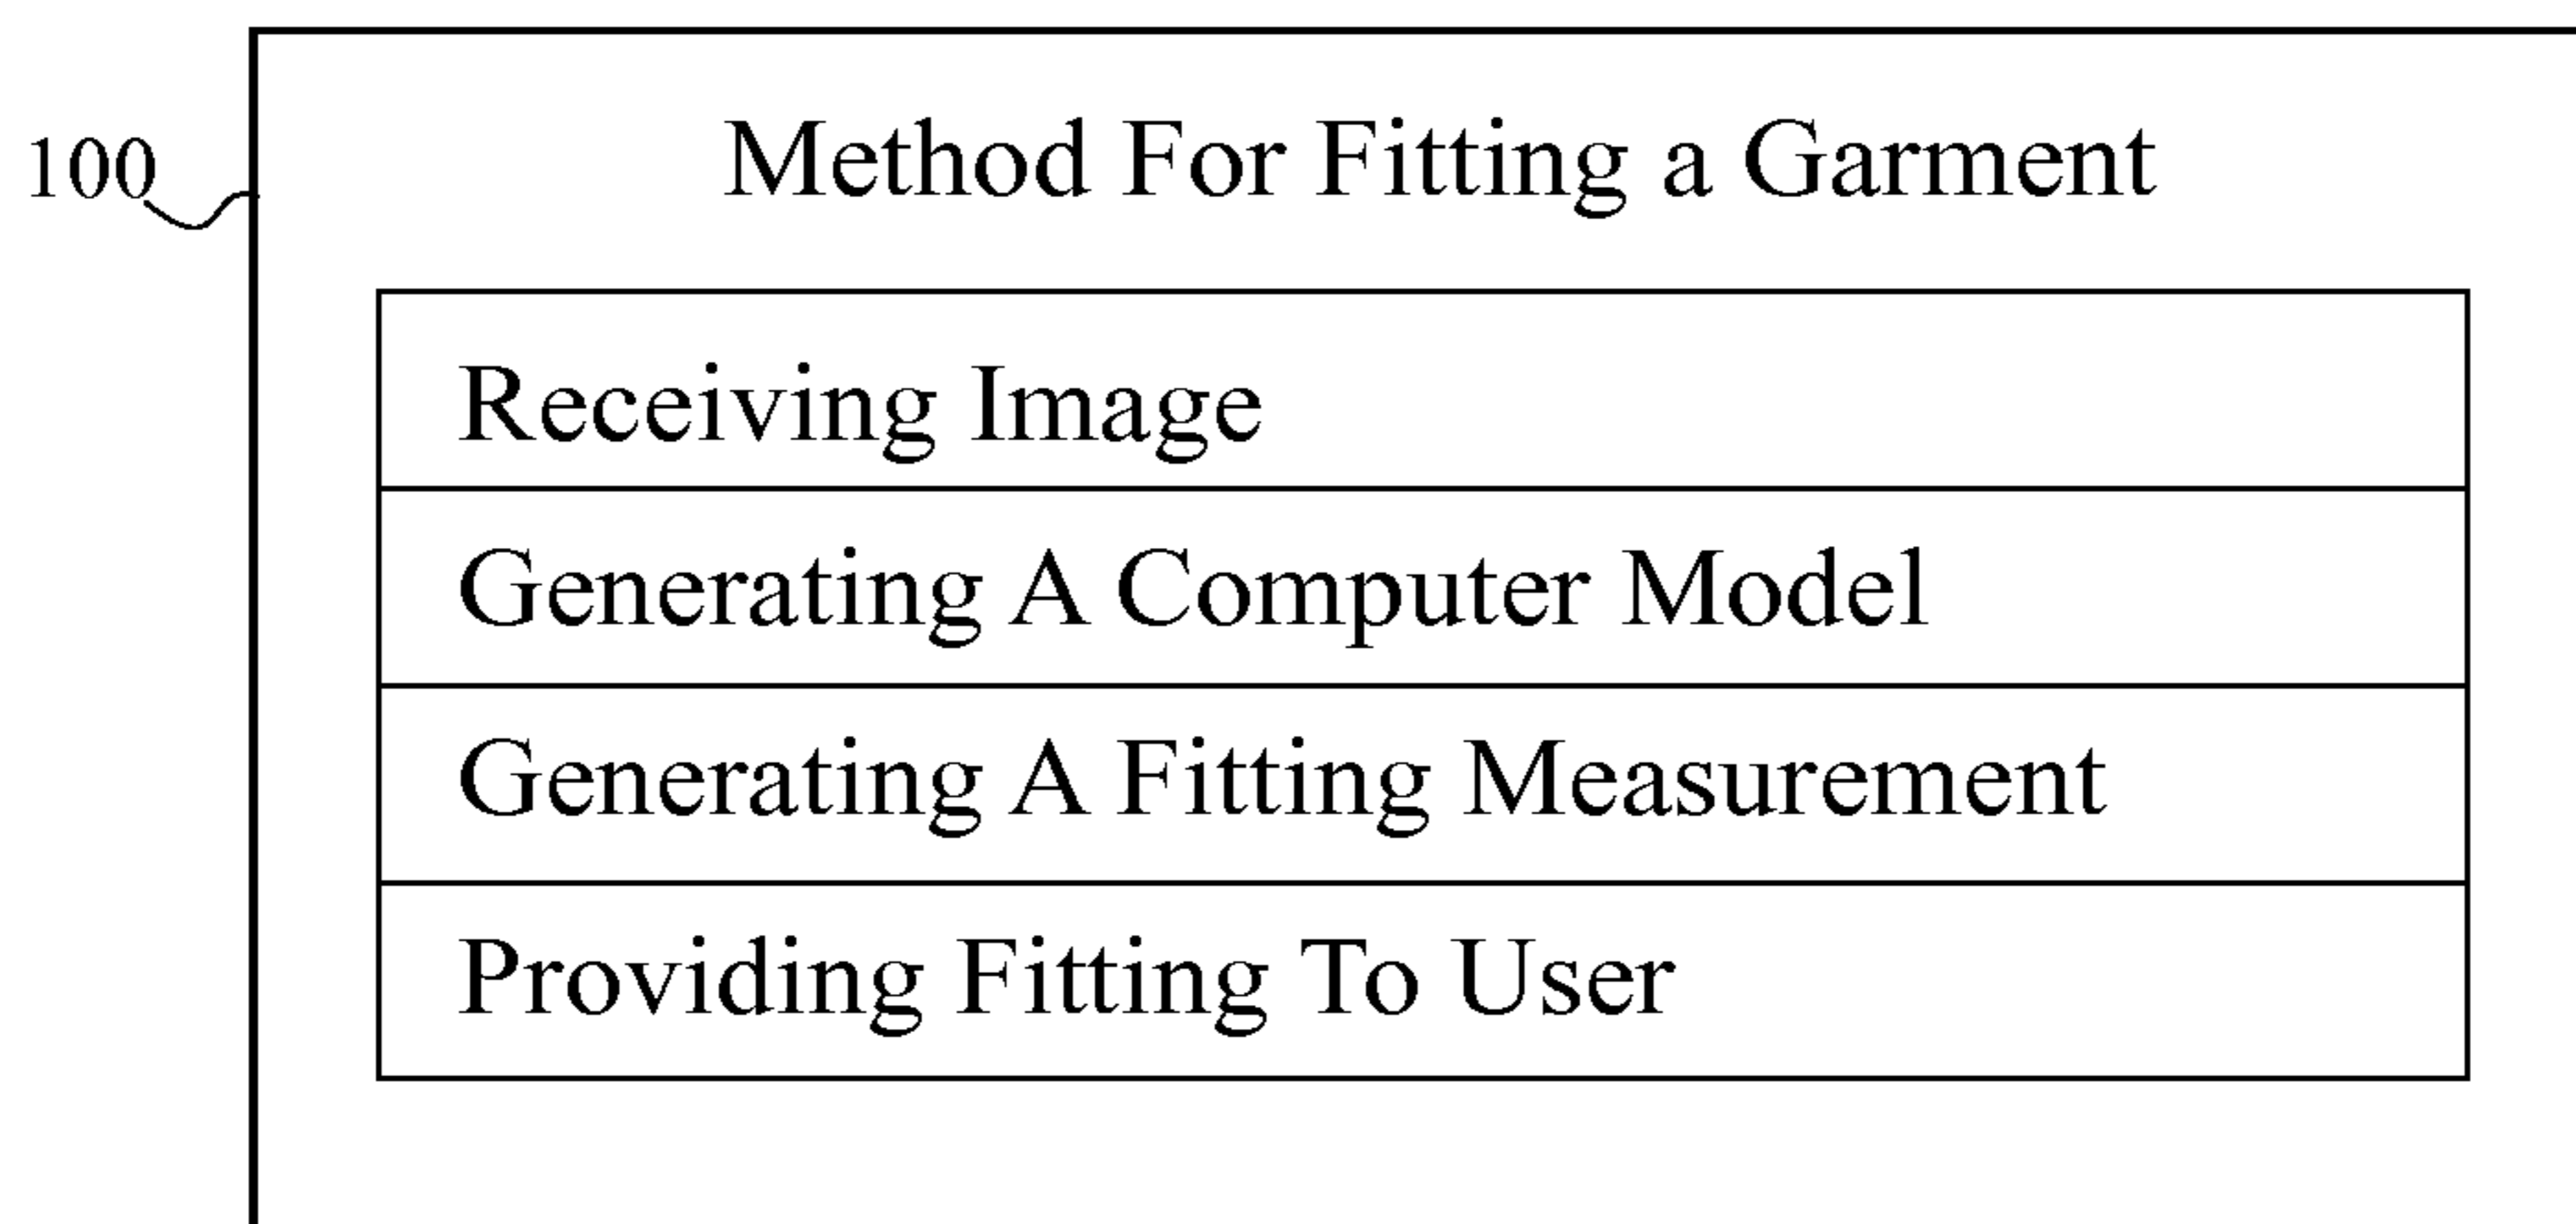 Method For Fitting a Garment
100
Receiving Image
Generating A Computer Model
Generating A Fitting Measurement
Providing Fitting To User